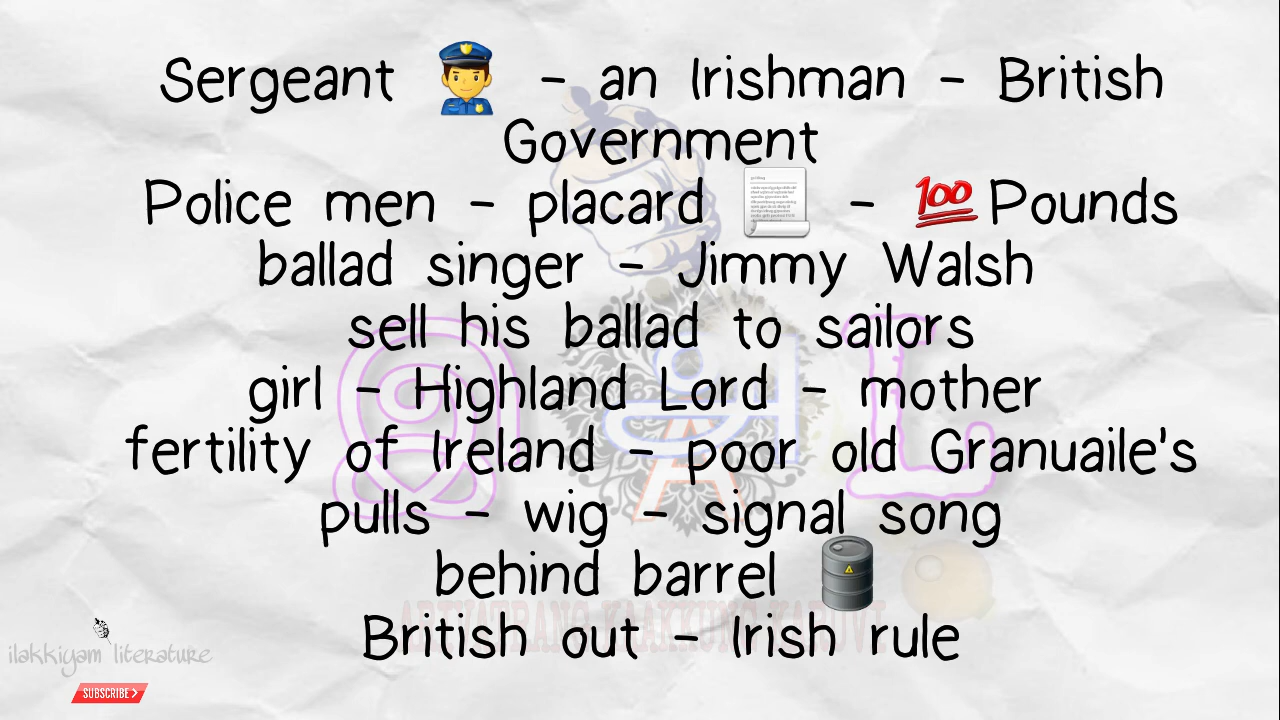 Sergeant 👮 - an Irishman - British
Government
Police men - placard 📃 - 💯 Pounds
ballad singer - Jimmy Walsh
sell his ballad to sailors
girl - Highland Lord - mother
fertility of Ireland - poor old Granuaile's
pulls - wig - signal song
behind barrel 🛢️
British out - Irish rule
ilakkiyam literature
SUBSCRIBE >